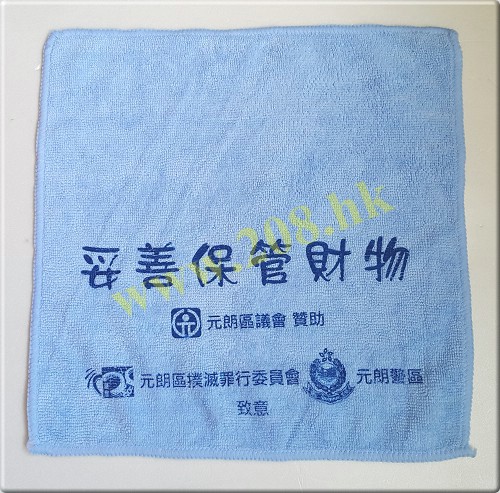 妥善保管財物
元朗區議會 贊助
元朗區撲滅罪行委員會 元朗警區
致意
www.208.hk